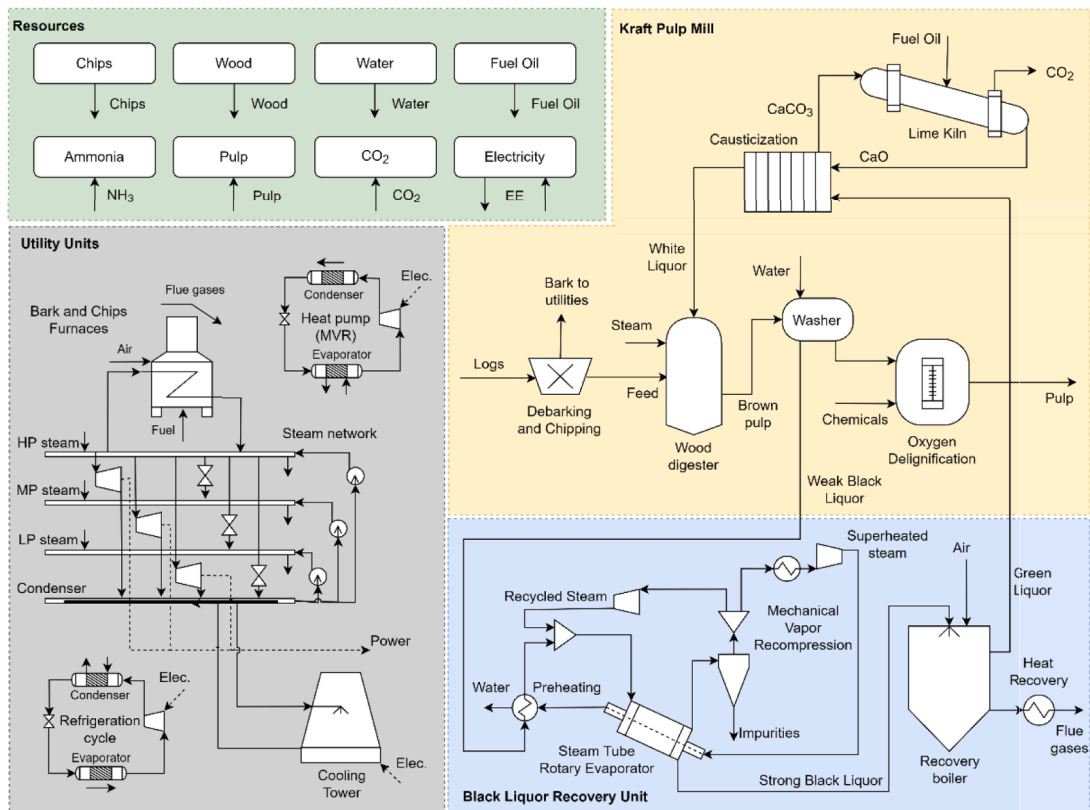 Resources
Chips
Wood
Water
Fuel Oil
Chips
Wood
Water
Fuel Oil
Ammonia
Pulp
CO₂
Electricity
NH₃
Pulp
CO₂
EE
Kraft Pulp Mill
Fuel Oil
CO₂
CaCO₃
Lime Kiln
Causticization
CaO
White
Liquor
Water
Bark to
utilities
Steam
Washer
Logs
Feed
Brown
pulp
Chemicals
Pulp
Debarking
and Chipping
Wood
digester
Oxygen
Delignification
Weak Black
Liquor
Utility Units
Flue gases
Bark and Chips
Furnaces
Air
Fuel
Condenser
Elec.
Heat pump
(MVR)
Evaporator
HP steam
Steam network
MP steam
LP steam
Condenser
Power
Condenser
Elec.
Refrigeration
cycle
Evaporator
Cooling
Tower
Elec.
Superheated
steam
Air
Green
Liquor
Recycled Steam
Mechanical
Vapor
Recompression
Water
Preheating
Impurities
Heat
Recovery
Steam Tube
Rotary Evaporator
Strong Black Liquor
Recovery
boiler
Flue
gases
Black Liquor Recovery Unit